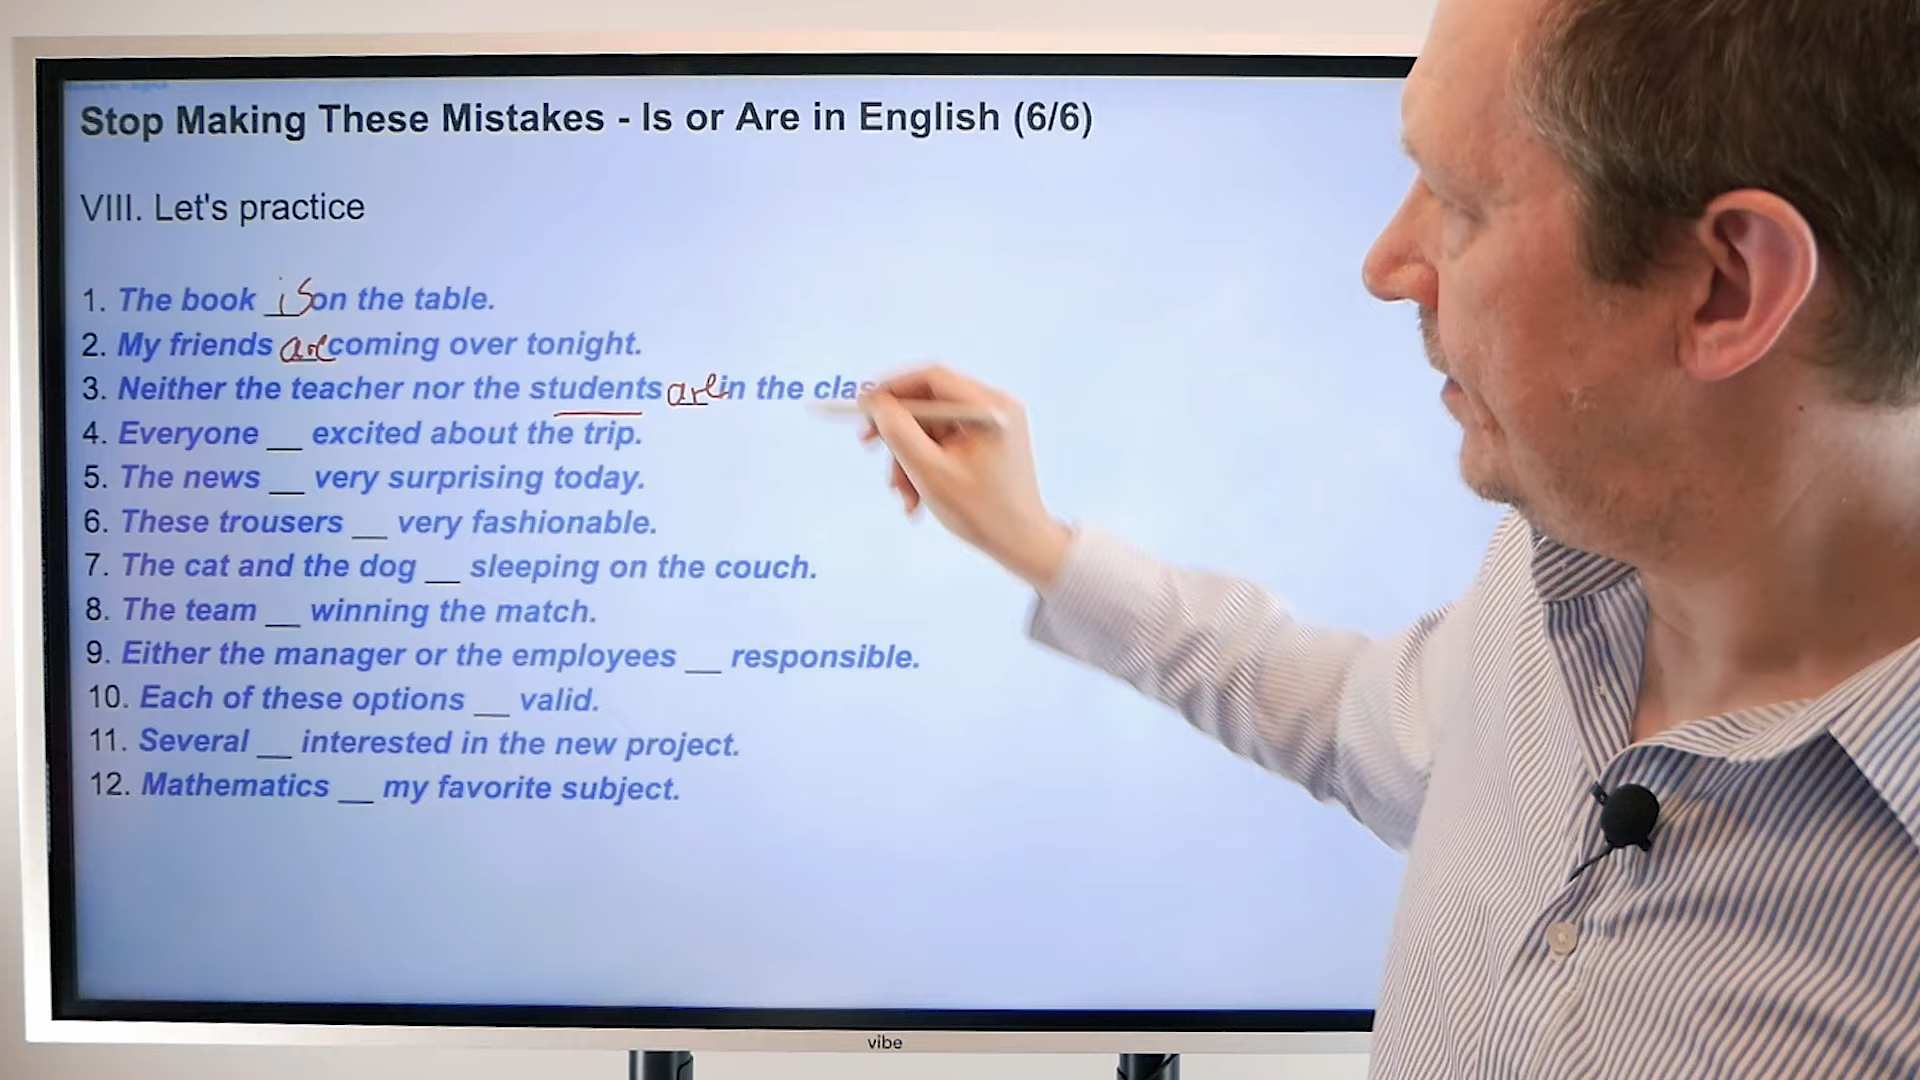 Stop Making These Mistakes - Is or Are in English (6/6)
VIII. Let's practice
1. The book is on the table.
2. My friends are coming over tonight.
3. Neither the teacher nor the students are in the
4. Everyone __ excited about the trip.
5. The news __ very surprising today.
6. These trousers __ very fashionable.
7. The cat and the dog __ sleeping on the couch.
8. The team __ winning the match.
9. Either the manager or the employees __ responsible.
10. Each of these options __ valid.
11. Several __ interested in the new project.
12. Mathematics __ my favorite subject.
vibe